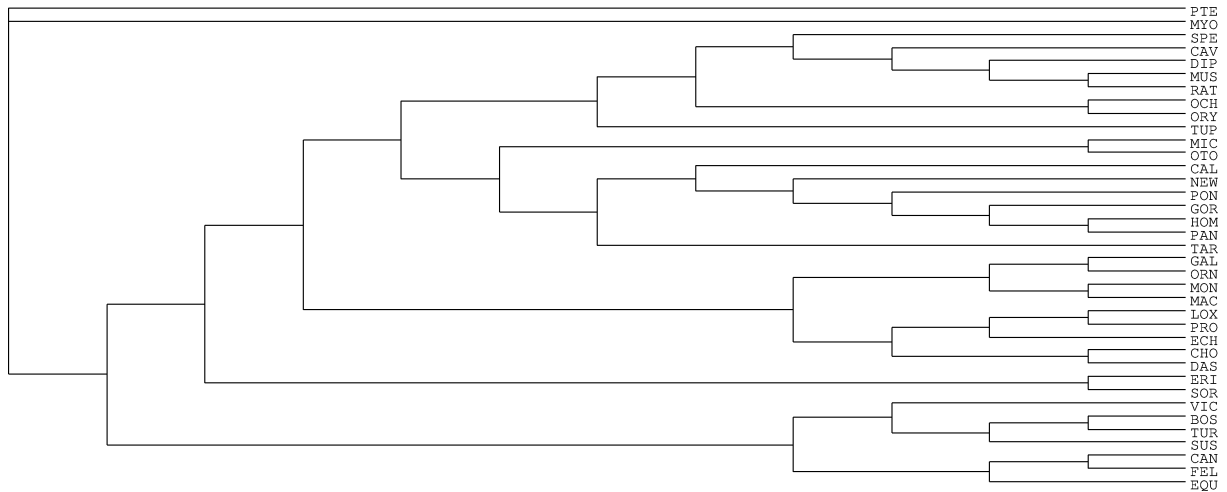 PTE
MYO
SPE
CAV
DIP
MUS
RAT
OCH
ORY
TUP
MIC
OTO
CAL
NEW
PON
GOR
HOM
PAN
TAR
GAL
ORN
MON
MAC
LOX
PRO
ECH
CHO
DAS
ERI
SOR
VIC
BOS
TUR
SUS
CAN
FEL
EQU